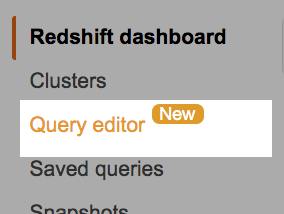 Redshift dashboard
Clusters
Query editor New
Saved queries
Snapshots